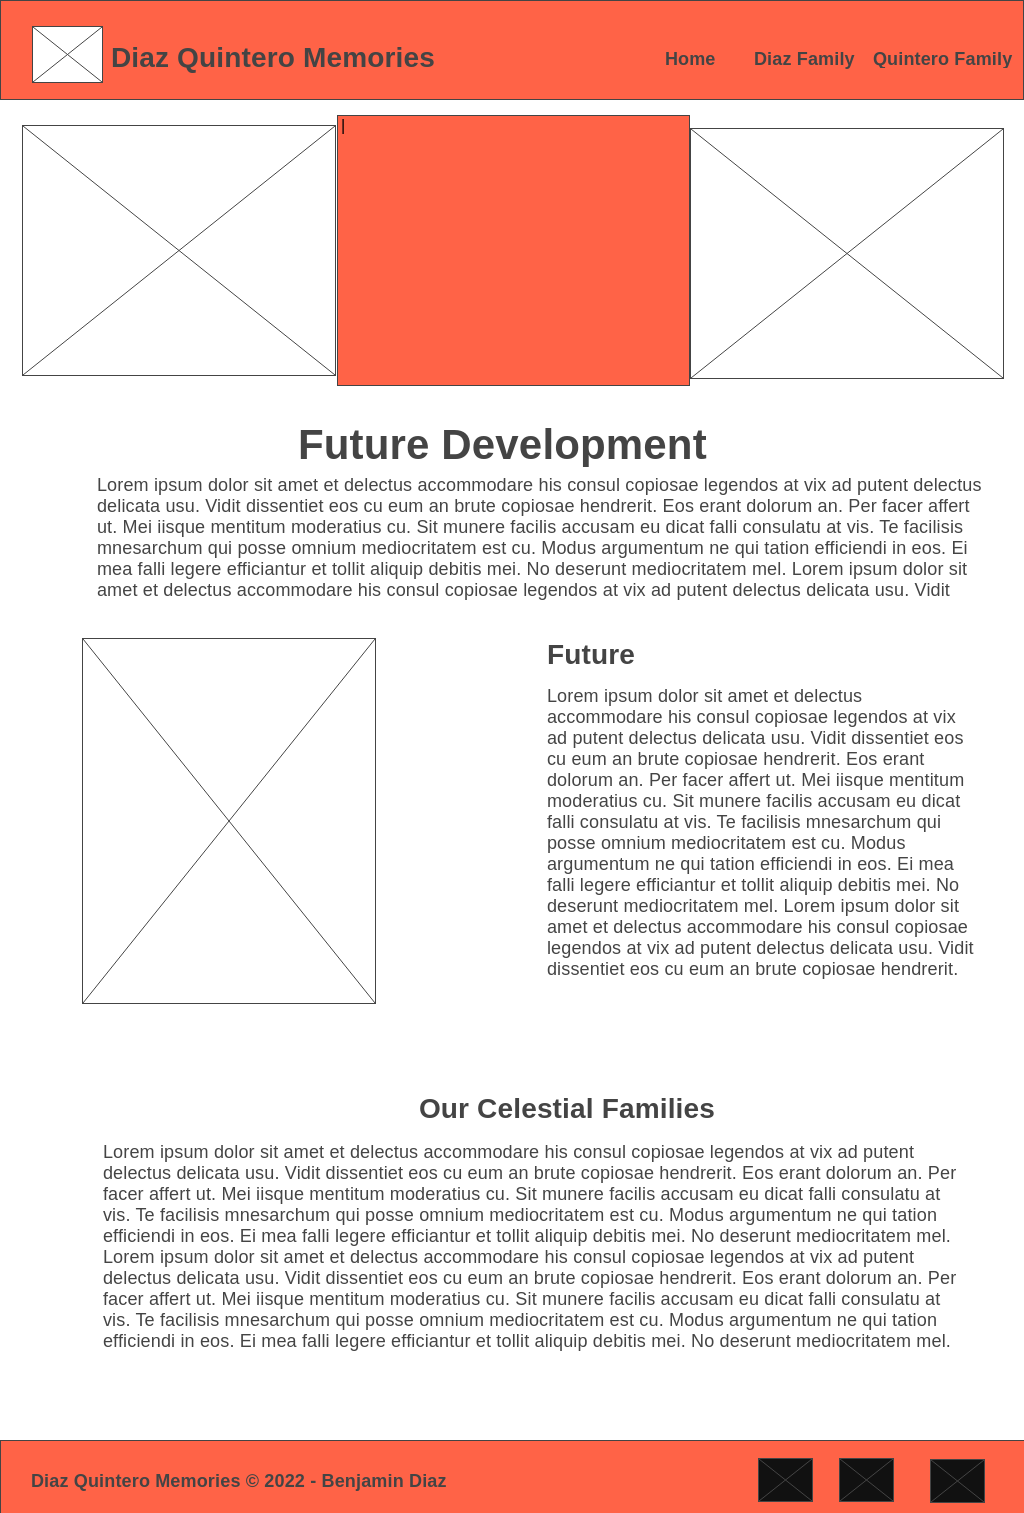 Diaz Quintero Memories
Home Diaz Family Quintero Family
Future Development
Lorem ipsum dolor sit amet et delectus accommodare his consul copiosae legendos at vix ad putent delectus
delicata usu. Vidit dissentiet eos cu eum an brute copiosae hendrerit. Eos erant dolorum an. Per facer affert
ut. Mei iisque mentitum moderatius cu. Sit munere facilis accusam eu dicat falli consulatu at vis. Te facilisis
mnesarchum qui posse omnium mediocritatem est cu. Modus argumentum ne qui tation efficiendi in eos. Ei
mea falli legere efficiantur et tollit aliquip debitis mei. No deserunt mediocritatem mel. Lorem ipsum dolor sit
amet et delectus accommodare his consul copiosae legendos at vix ad putent delectus delicata usu. Vidit
Future
Lorem ipsum dolor sit amet et delectus
accommodare his consul copiosae legendos at vix
ad putent delectus delicata usu. Vidit dissentiet eos
cu eum an brute copiosae hendrerit. Eos erant
dolorum an. Per facer affert ut. Mei iisque mentitum
moderatius cu. Sit munere facilis accusam eu dicat
falli consulatu at vis. Te facilisis mnesarchum qui
posse omnium mediocritatem est cu. Modus
argumentum ne qui tation efficiendi in eos. Ei mea
falli legere efficiantur et tollit aliquip debitis mei. No
deserunt mediocritatem mel. Lorem ipsum dolor sit
amet et delectus accommodare his consul copiosae
legendos at vix ad putent delectus delicata usu. Vidit
dissentiet eos cu eum an brute copiosae hendrerit.
Our Celestial Families
Lorem ipsum dolor sit amet et delectus accommodare his consul copiosae legendos at vix ad putent
delectus delicata usu. Vidit dissentiet eos cu eum an brute copiosae hendrerit. Eos erant dolorum an. Per
facer affert ut. Mei iisque mentitum moderatius cu. Sit munere facilis accusam eu dicat falli consulatu at
vis. Te facilisis mnesarchum qui posse omnium mediocritatem est cu. Modus argumentum ne qui tation
efficiendi in eos. Ei mea falli legere efficiantur et tollit aliquip debitis mei. No deserunt mediocritatem mel.
Lorem ipsum dolor sit amet et delectus accommodare his consul copiosae legendos at vix ad putent
delectus delicata usu. Vidit dissentiet eos cu eum an brute copiosae hendrerit. Eos erant dolorum an. Per
facer affert ut. Mei iisque mentitum moderatius cu. Sit munere facilis accusam eu dicat falli consulatu at
vis. Te facilisis mnesarchum qui posse omnium mediocritatem est cu. Modus argumentum ne qui tation
efficiendi in eos. Ei mea falli legere efficiantur et tollit aliquip debitis mei. No deserunt mediocritatem mel.
Diaz Quintero Memories © 2022 - Benjamin Diaz